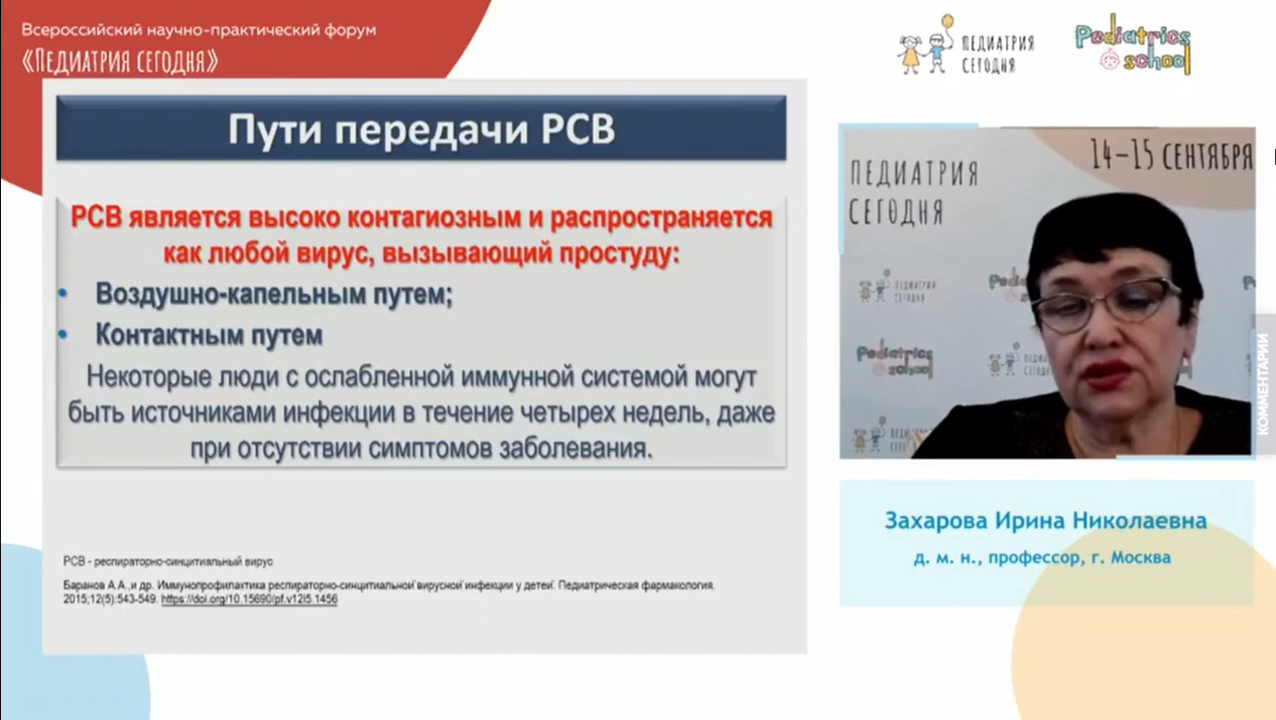 Всероссийский научно-практический форум
«Педиатрия сегодня»
ПЕДИАТРИЯ
СЕГОДНЯ
Pediatrics
school
Пути передачи РСВ
РСВ является высоко контагиозным и распространяется
как любой вирус, вызывающий простуду:
• Воздушно-капельным путем;
• Контактным путем
Некоторые люди с ослабленной иммунной системой могут
быть источниками инфекции в течение четырех недель, даже
при отсутствии симптомов заболевания.
РСВ - респираторно-синцитиальный вирус
Баранов А.А.,и др. Иммунопрофилактика респираторно-синцитиальной вирусной инфекции у детей. Педиатрическая фармакология.
2015;12(5):543-549. https://doi.org/10.15690/pf.v12i5.1456
14–15 СЕНТЯБРЯ
ПЕДИАТРИЯ
СЕГОДНЯ
ПЕДИАТРИЯ
СЕГОДНЯ
Pediatrics
school
КОММЕНТАРИИ
Захарова Ирина Николаевна
д. м. н., профессор, г. Москва